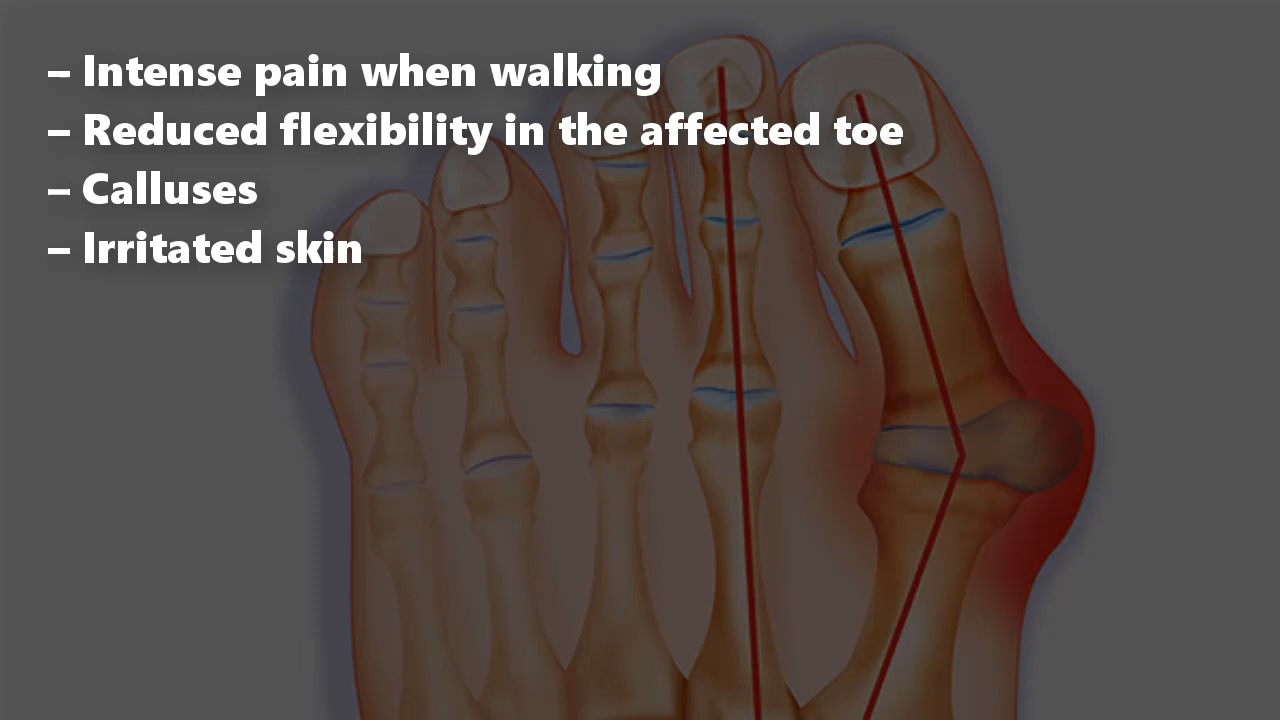 – Intense pain when walking
– Reduced flexibility in the affected toe
– Calluses
– Irritated skin